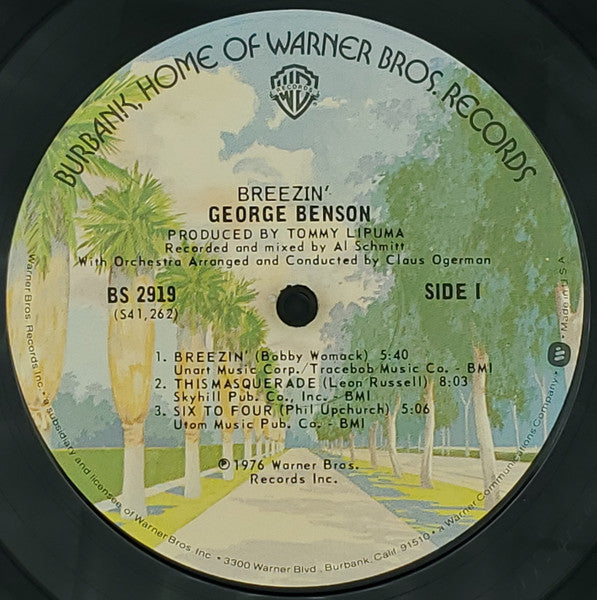 BURBANK, HOME OF WARNER BROS. RECORDS
WB
RECORDS
BREEZIN'
GEORGE BENSON
PRODUCED BY TOMMY LIPUMA
Recorded and mixed by Al Schmitt
With Orchestra Arranged and Conducted by Claus Ogerman
BS 2919
SIDE I
(S41,262)
1. BREEZIN' (Bobby Womack) 5:40
Unart Music Corp./Tracebob Music Co. - BMI
2. THIS MASQUERADE (Leon Russell) 8:03
Skyhill Pub. Co., Inc. - BMI
3. SIX TO FOUR (Phil Upchurch) 5:06
Utom Music Pub. Co. - BMI
℗ 1976 Warner Bros.
Records Inc.
Warner Bros. Records Inc. • a subsidiary and licensee of Warner Bros. Inc. • 3300 Warner Blvd., Burbank, Calif. 91510 • a Warner Communications Company • Made in U.S.A.